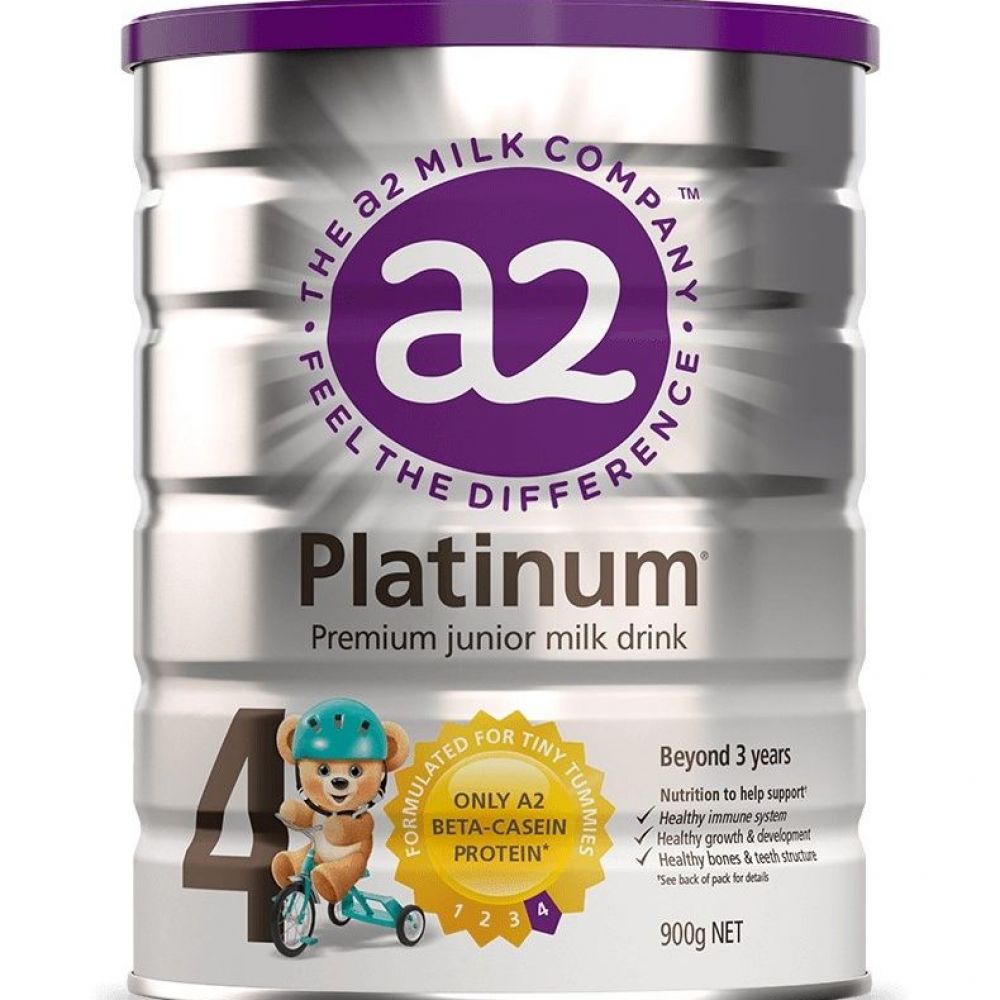 THE a2 MILK COMPANY ™
a2
• FEEL THE DIFFERENCE •
Platinum®
Premium junior milk drink
4
FORMULATED FOR TINY TUMMIES
ONLY A2
BETA-CASEIN
PROTEIN*
1 2 3 4
Beyond 3 years
Nutrition to help support†
✓ Healthy immune system
✓ Healthy growth & development
✓ Healthy bones & teeth structure
†See back of pack for details
900g NET